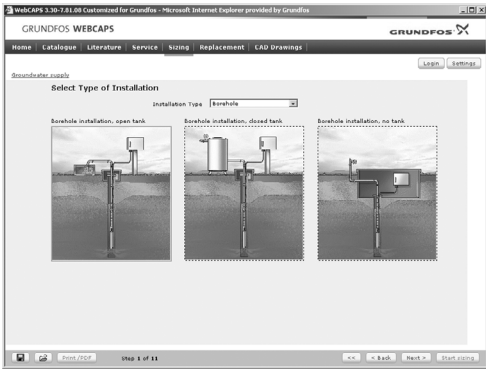 WebCAPS 3.30-7.01.08 Customized for Grundfos - Microsoft Internet Explorer provided by Grundfos
GRUNDFOS WEBCAPS
GRUNDFOS
Home Catalogue Literature Service Sizing Replacement CAD Drawings
Login Settings
Groundwater supply
Select Type of Installation
Installation Type Borehole
Borehole installation, open tank Borehole installation, closed tank Borehole installation, no tank
Print/PDF Step 1 of 11 << < Back Next > Start sizing